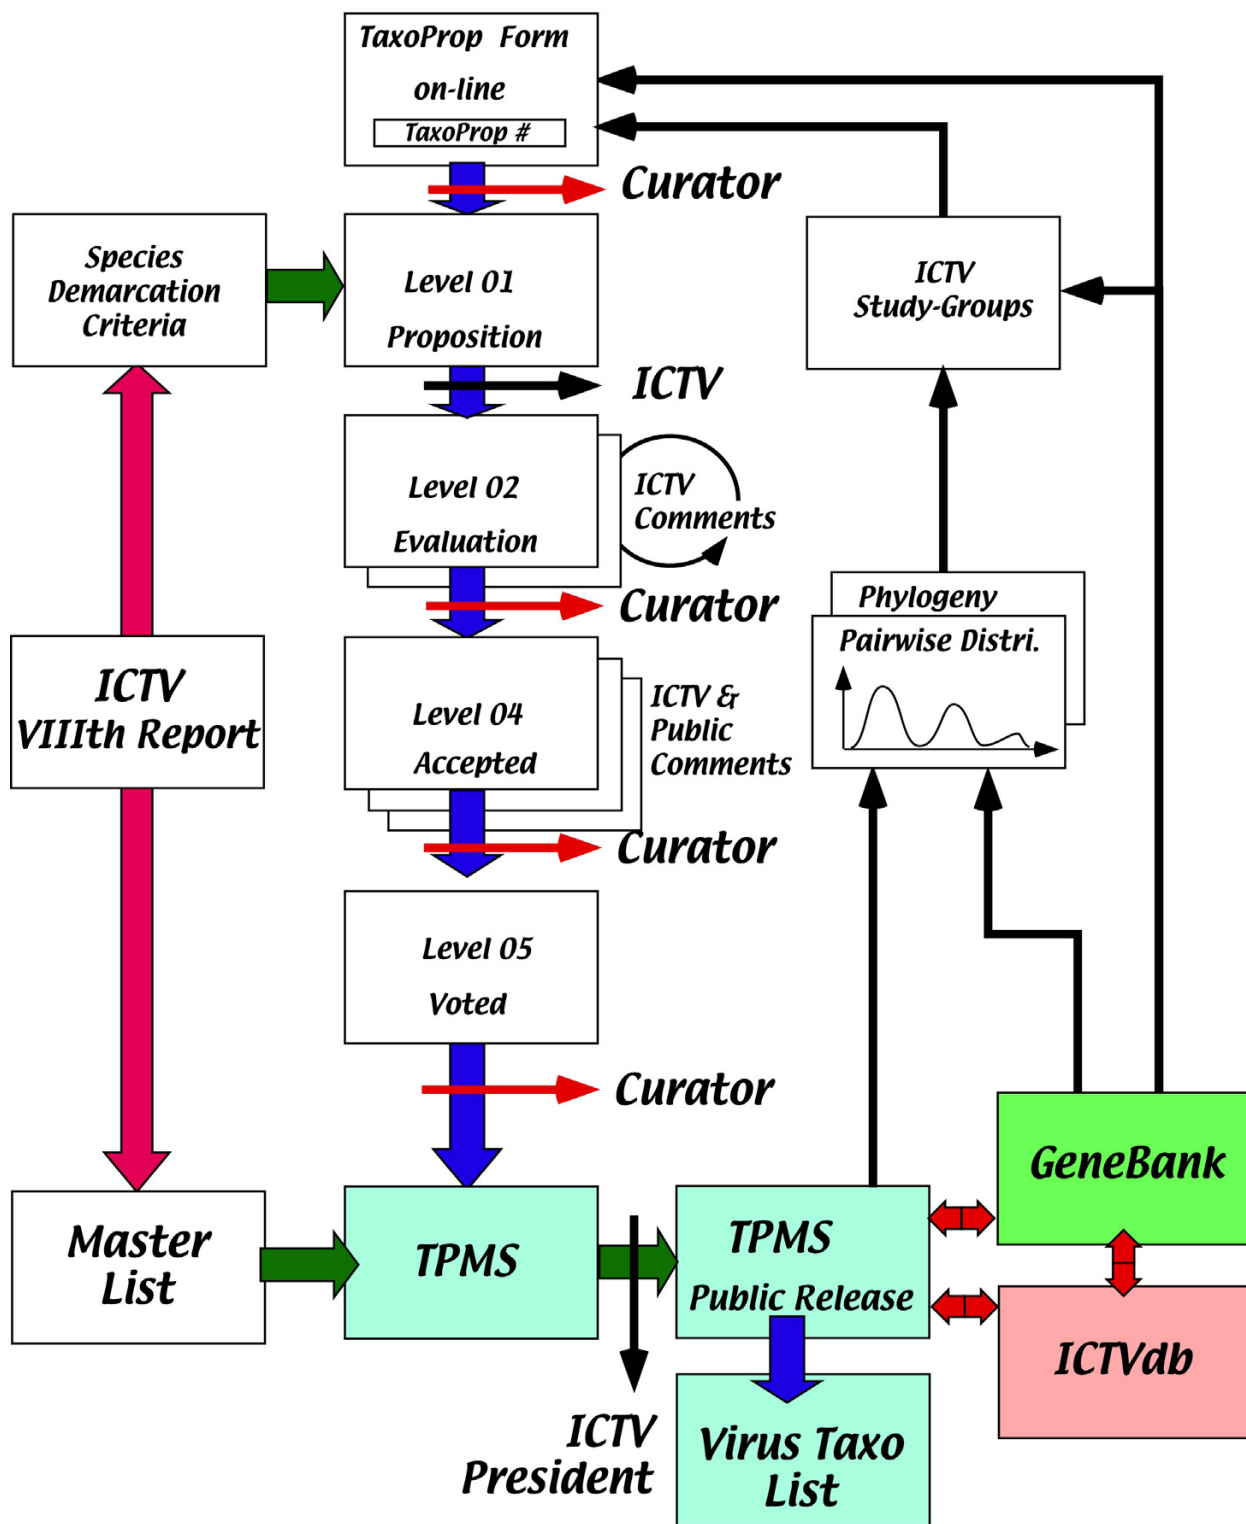 TaxoProp Form
on-line
TaxoProp #
Curator
Species
Demarcation
Criteria
Level 01
Proposition
ICTV
Study-Groups
ICTV
Level 02
Evaluation
ICTV
Comments
Curator
Phylogeny
Pairwise Distri.
ICTV
VIIIth Report
Level 04
Accepted
ICTV &
Public
Comments
Curator
Level 05
Voted
Curator
GeneBank
Master
List
TPMS
TPMS
Public Release
ICTVdb
ICTV
President
Virus Taxo
List